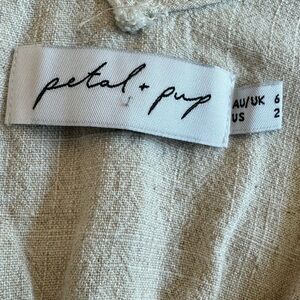 petal + pup
AU/UK 6
US 2